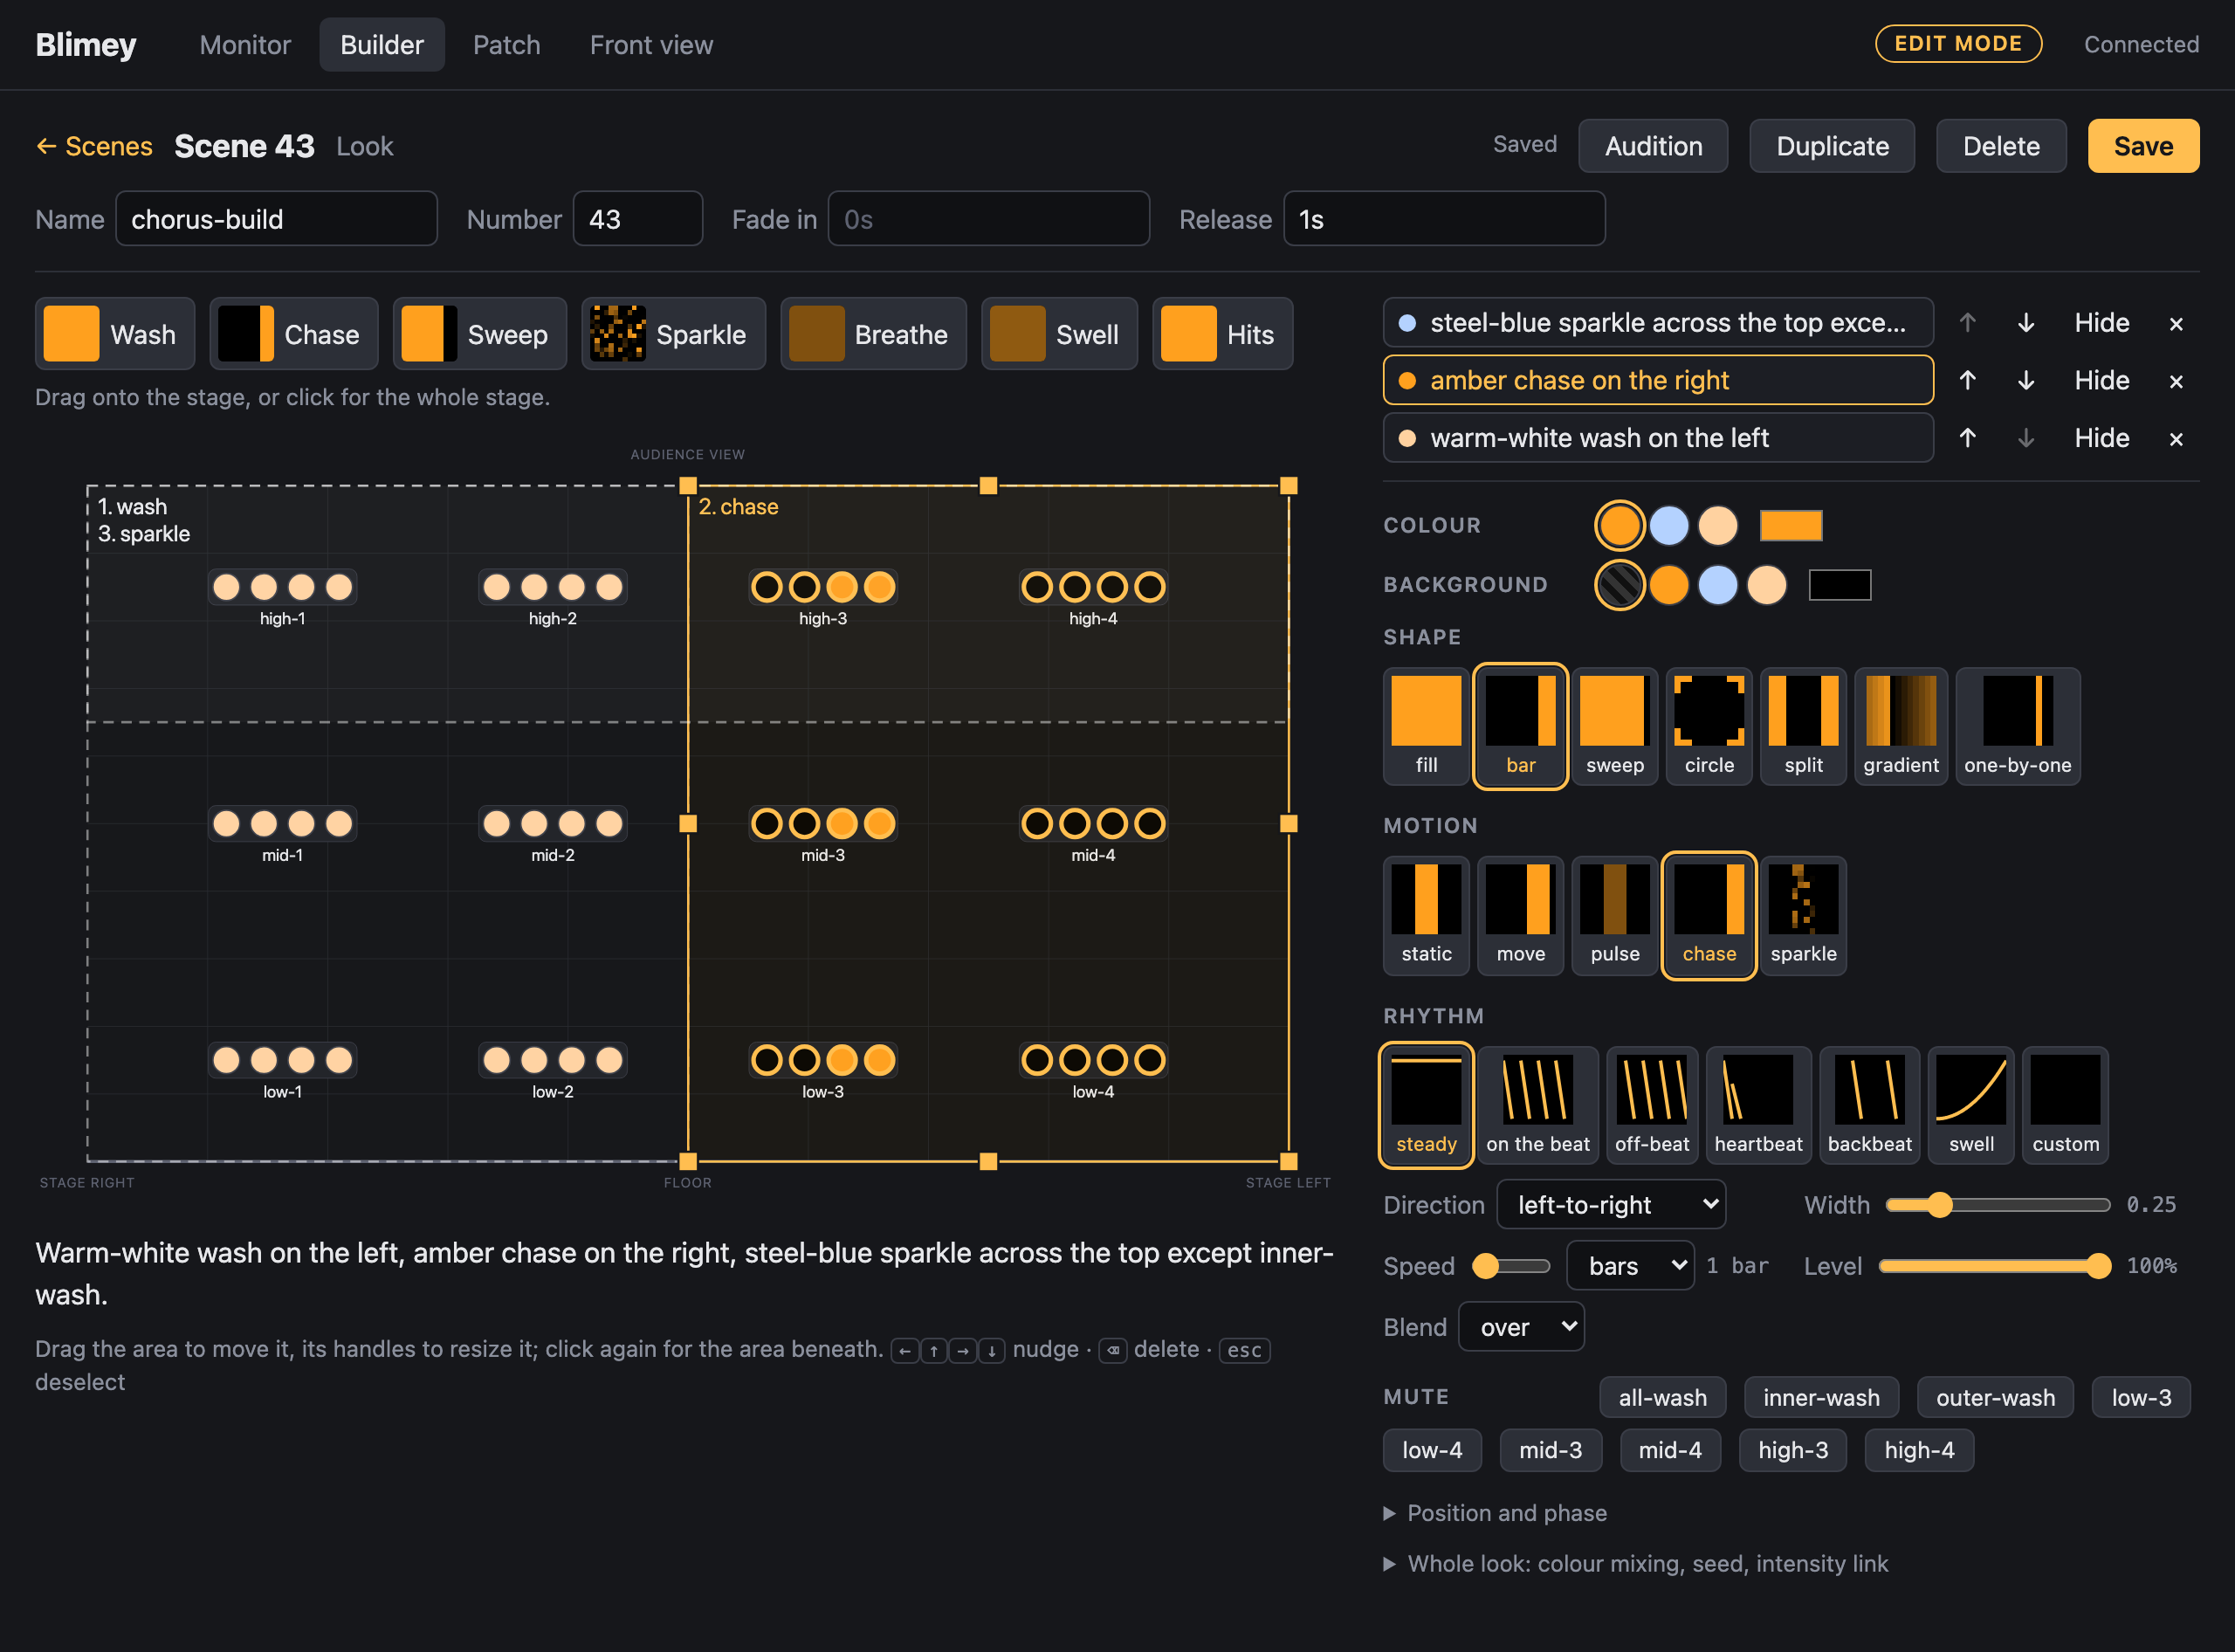 Blimey Monitor Builder Patch Front view EDIT MODE Connected
← Scenes Scene 43 Look Saved Audition Duplicate Delete Save
Name chorus-build Number 43 Fade in 0s Release 1s
Wash Chase Sweep Sparkle Breathe Swell Hits
Drag onto the stage, or click for the whole stage.
AUDIENCE VIEW
1. wash
3. sparkle
2. chase
high-1 high-2 high-3 high-4
mid-1 mid-2 mid-3 mid-4
low-1 low-2 low-3 low-4
STAGE RIGHT FLOOR STAGE LEFT
Warm-white wash on the left, amber chase on the right, steel-blue sparkle across the top except inner-
wash.
Drag the area to move it, its handles to resize it; click again for the area beneath. ← ↑ → ↓ nudge · ⌫ delete · esc
deselect
steel-blue sparkle across the top exce... ↑ ↓ Hide ×
amber chase on the right ↑ ↓ Hide ×
warm-white wash on the left ↑ ↓ Hide ×
COLOUR
BACKGROUND
SHAPE
fill bar sweep circle split gradient one-by-one
MOTION
static move pulse chase sparkle
RHYTHM
steady on the beat off-beat heartbeat backbeat swell custom
Direction left-to-right Width 0.25
Speed bars 1 bar Level 100%
Blend over
MUTE all-wash inner-wash outer-wash low-3
low-4 mid-3 mid-4 high-3 high-4
▶ Position and phase
▶ Whole look: colour mixing, seed, intensity link